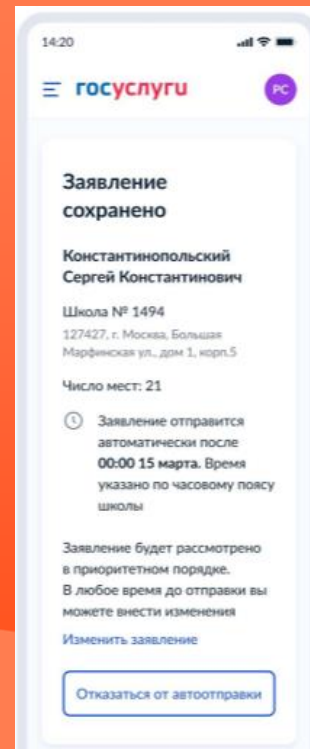 14:20
госуслуги
РС
Заявление
сохранено
Константинопольский
Сергей Константинович
Школа № 1494
127427, г. Москва, Большая
Марфинская ул., дом 1, корп.5
Число мест: 21
Заявление отправится
автоматически после
00:00 15 марта. Время
указано по часовому поясу
школы
Заявление будет рассмотрено
в приоритетном порядке.
В любое время до отправки вы
можете внести изменения
Изменить заявление
Отказаться от автоотправки